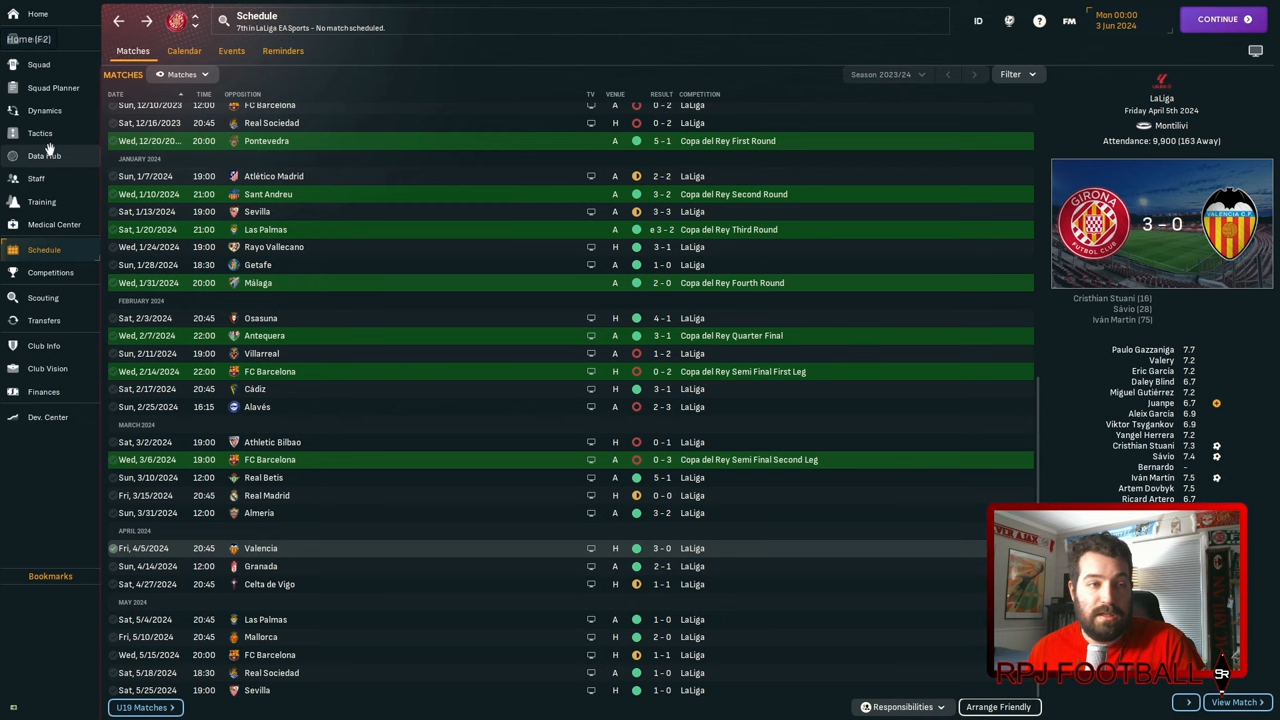 Home
Schedule
7th in LaLiga EA Sports - No match scheduled.
ID
FM
Mon 00:00
3 Jun 2024
CONTINUE
Home (F2)
Matches
Calendar
Events
Reminders
Squad
Squad Planner
Dynamics
Tactics
Data Hub
Staff
Training
Medical Center
Schedule
Competitions
Scouting
Transfers
Club Info
Club Vision
Finances
Dev. Center
Bookmarks
MATCHES
Matches
Season 2023/24
Filter
DATE TIME OPPOSITION TV VENUE RESULT COMPETITION
Sun, 12/10/2023 12:00 FC Barcelona A 0 - 2 LaLiga
Sat, 12/16/2023 20:45 Real Sociedad H 0 - 2 LaLiga
Wed, 12/20/20... 20:00 Pontevedra A 5 - 1 Copa del Rey First Round
JANUARY 2024
Sun, 1/7/2024 19:00 Atlético Madrid A 2 - 2 LaLiga
Wed, 1/10/2024 21:00 Sant Andreu A 3 - 2 Copa del Rey Second Round
Sat, 1/13/2024 19:00 Sevilla A 3 - 3 LaLiga
Sat, 1/20/2024 21:00 Las Palmas A e 3 - 2 Copa del Rey Third Round
Wed, 1/24/2024 19:00 Rayo Vallecano H 3 - 1 LaLiga
Sun, 1/28/2024 18:30 Getafe A 1 - 0 LaLiga
Wed, 1/31/2024 20:00 Málaga A 2 - 0 Copa del Rey Fourth Round
FEBRUARY 2024
Sat, 2/3/2024 20:45 Osasuna H 4 - 1 LaLiga
Wed, 2/7/2024 22:00 Antequera A 3 - 1 Copa del Rey Quarter Final
Sun, 2/11/2024 19:00 Villarreal A 1 - 2 LaLiga
Wed, 2/14/2024 22:00 FC Barcelona H 0 - 2 Copa del Rey Semi Final First Leg
Sat, 2/17/2024 20:45 Cádiz H 3 - 1 LaLiga
Sun, 2/25/2024 16:15 Alavés A 2 - 3 LaLiga
MARCH 2024
Sat, 3/2/2024 19:00 Athletic Bilbao H 0 - 1 LaLiga
Wed, 3/6/2024 19:00 FC Barcelona A 0 - 3 Copa del Rey Semi Final Second Leg
Sun, 3/10/2024 12:00 Real Betis A 5 - 1 LaLiga
Fri, 3/15/2024 20:45 Real Madrid H 0 - 0 LaLiga
Sun, 3/31/2024 12:00 Almeria A 3 - 2 LaLiga
APRIL 2024
Fri, 4/5/2024 20:45 Valencia H 3 - 0 LaLiga
Sun, 4/14/2024 12:00 Granada A 2 - 1 LaLiga
Sat, 4/27/2024 20:45 Celta de Vigo H 1 - 1 LaLiga
MAY 2024
Sat, 5/4/2024 20:45 Las Palmas A 1 - 0 LaLiga
Fri, 5/10/2024 20:45 Mallorca H 2 - 0 LaLiga
Wed, 5/15/2024 20:00 FC Barcelona H 1 - 1 LaLiga
Sat, 5/18/2024 18:30 Real Sociedad A 1 - 0 LaLiga
Sat, 5/25/2024 19:00 Sevilla H 1 - 0 LaLiga
U19 Matches
Responsibilities
Arrange Friendly
View Match
LaLiga
Friday April 5th 2024
Montilivi
Attendance: 9,900 (163 Away)
GIRONA
FUTBOL CLUB
3 - 0
VALENCIA C.F.
Cristhian Stuani (16)
Sávio (28)
Iván Martín (75)
Paulo Gazzaniga 7.7
Valery 7.2
Eric García 7.2
Daley Blind 6.7
Miguel Gutiérrez 7.2
Juanpe 6.7
Aleix García 6.9
Viktor Tsygankov 6.9
Yangel Herrera 7.2
Cristhian Stuani 7.3
Sávio 7.4
Bernardo -
Iván Martín 7.5
Artem Dovbyk 7.5
Ricard Artero 6.7
RPJ FOOTBALL
SR